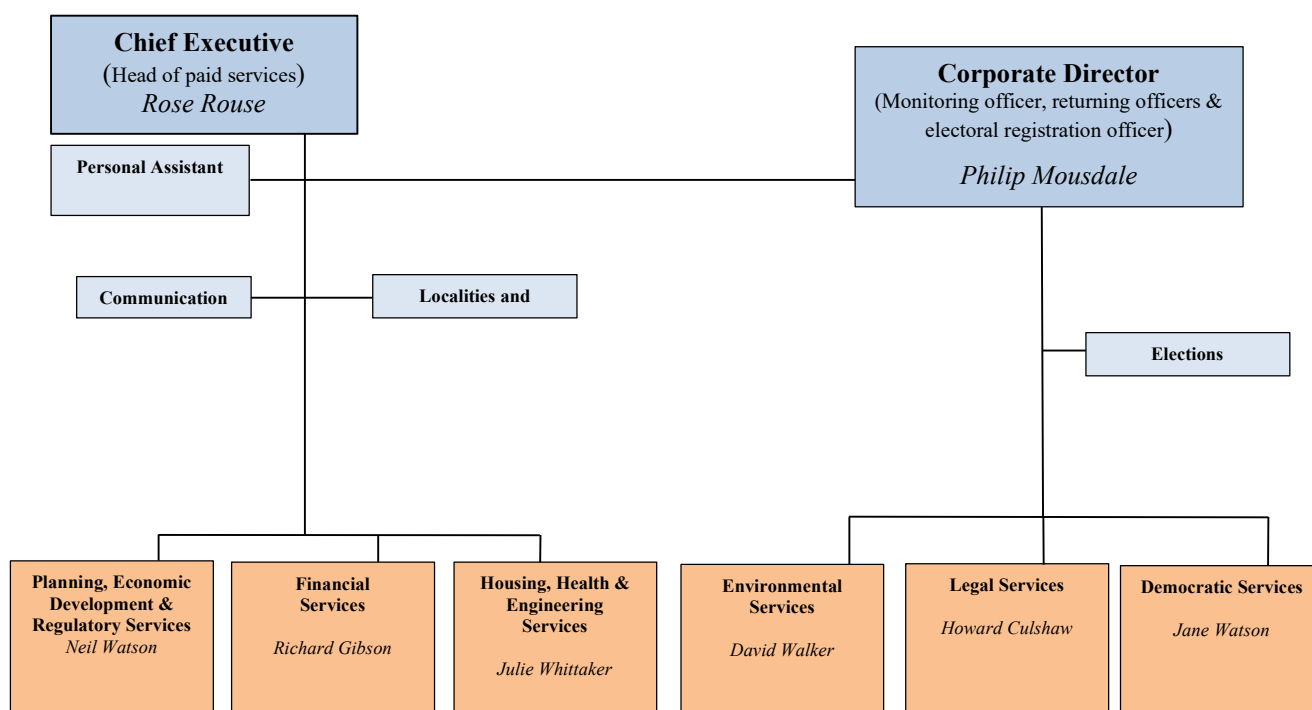 Chief Executive
(Head of paid services)
Rose Rouse
Corporate Director
(Monitoring officer, returning officers &
electoral registration officer)
Philip Mousdale
Personal Assistant
Communication
Localities and
Elections
Planning, Economic
Development &
Regulatory Services
Neil Watson
Financial
Services
Richard Gibson
Housing, Health &
Engineering
Services
Julie Whittaker
Environmental
Services
David Walker
Legal Services
Howard Culshaw
Democratic Services
Jane Watson